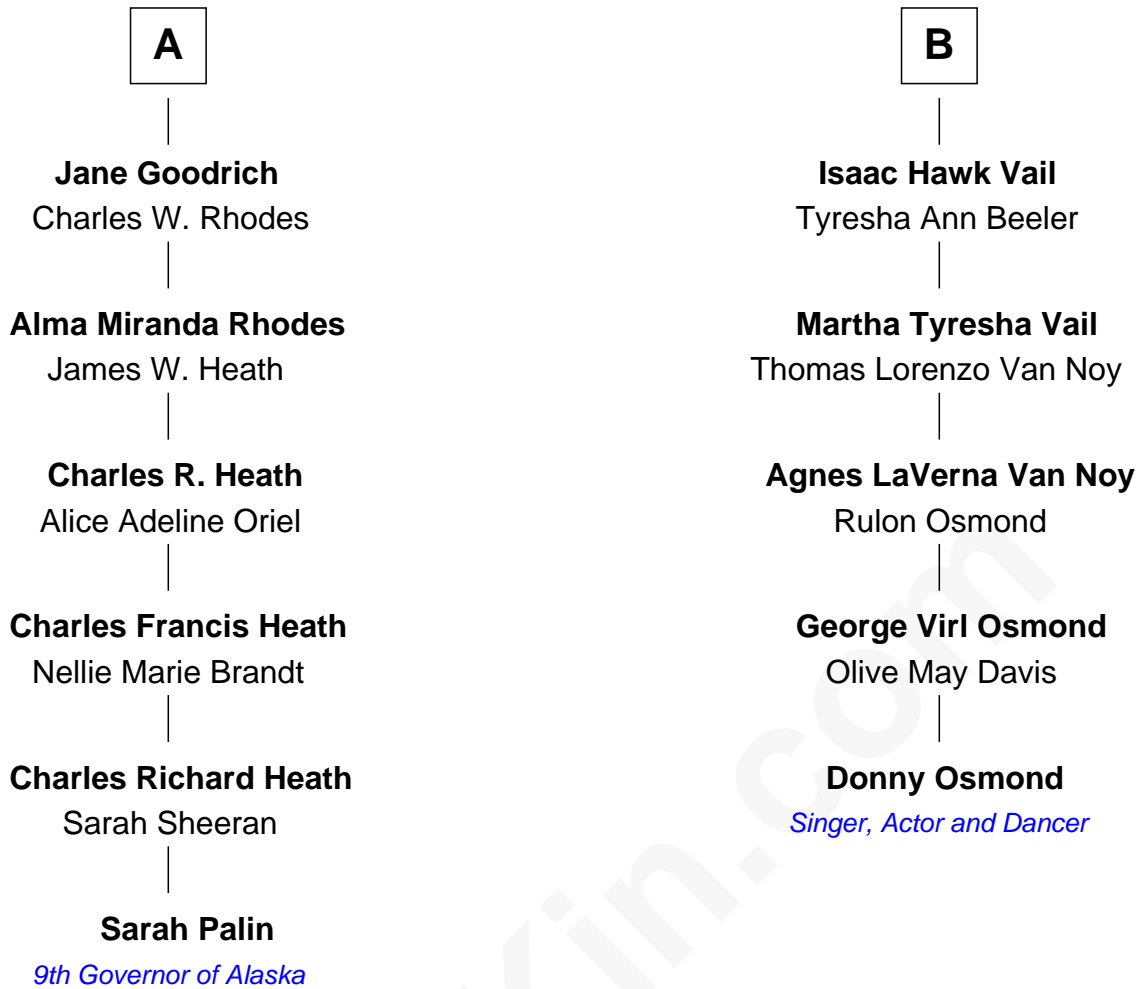 A
Jane Goodrich
Charles W. Rhodes
Alma Miranda Rhodes
James W. Heath
Charles R. Heath
Alice Adeline Oriel
Charles Francis Heath
Nellie Marie Brandt
Charles Richard Heath
Sarah Sheeran
Sarah Palin
9th Governor of Alaska
B
Isaac Hawk Vail
Tyresha Ann Beeler
Martha Tyresha Vail
Thomas Lorenzo Van Noy
Agnes LaVerna Van Noy
Rulon Osmond
George Virl Osmond
Olive May Davis
Donny Osmond
Singer, Actor and Dancer
Kin.com